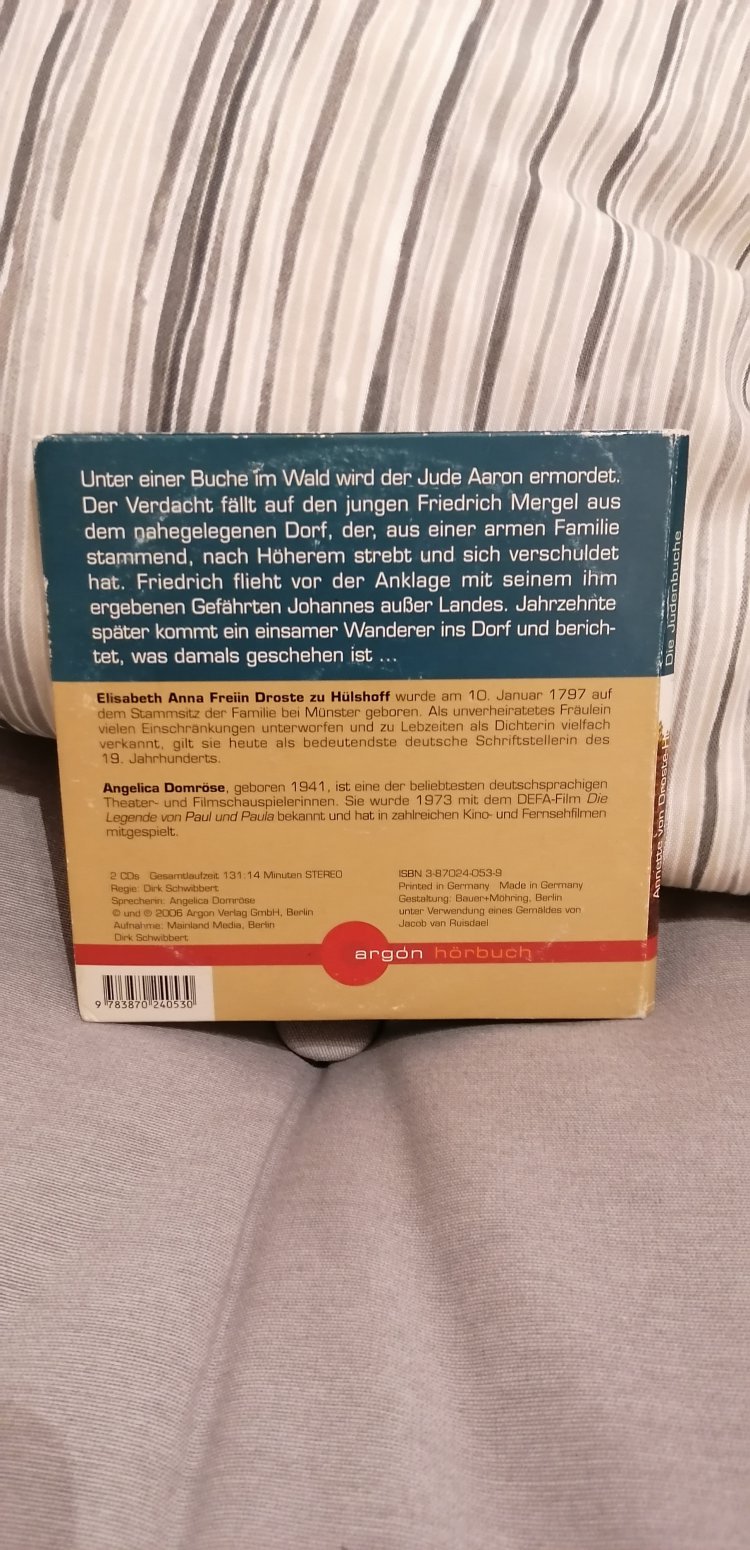 Unter einer Buche im Wald wird der Jude Aaron ermordet.
Der Verdacht fällt auf den jungen Friedrich Mergel aus
dem nahegelegenen Dorf, der, aus einer armen Familie
stammend, nach Höherem strebt und sich verschuldet
hat. Friedrich flieht vor der Anklage mit seinem ihm
ergebenen Gefährten Johannes außer Landes. Jahrzehnte
später kommt ein einsamer Wanderer ins Dorf und berich-
tet, was damals geschehen ist ...
Elisabeth Anna Freiin Droste zu Hülshoff wurde am 10. Januar 1797 auf
dem Stammsitz der Familie bei Münster geboren. Als unverheiratetes Fräulein
vielen Einschränkungen unterworfen und zu Lebzeiten als Dichterin vielfach
verkannt, gilt sie heute als bedeutendste deutsche Schriftstellerin des
19. Jahrhunderts.
Angelica Domröse, geboren 1941, ist eine der beliebtesten deutschsprachigen
Theater- und Filmschauspielerinnen. Sie wurde 1973 mit dem DEFA-Film Die
Legende von Paul und Paula bekannt und hat in zahlreichen Kino- und Fernsehfilmen
mitgespielt.
2 CDs Gesamtlaufzeit 131:14 Minuten STEREO
Regie: Dirk Schwibbert
Sprecherin: Angelica Domröse
© und ℗ 2006 Argon Verlag GmbH, Berlin
Aufnahme: Mainland Media, Berlin
Dirk Schwibbert
ISBN 3-87024-053-9
Printed in Germany Made in Germany
Gestaltung: Bauer+Möhring, Berlin
unter Verwendung eines Gemäldes von
Jacob van Ruisdael
argon hörbuch
9 783870 240530
Die Judenbuche
Annette von Droste-